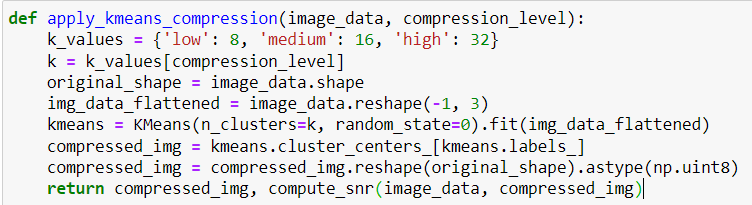 def apply_kmeans_compression(image_data, compression_level):
    k_values = {'low': 8, 'medium': 16, 'high': 32}
    k = k_values[compression_level]
    original_shape = image_data.shape
    img_data_flattened = image_data.reshape(-1, 3)
    kmeans = KMeans(n_clusters=k, random_state=0).fit(img_data_flattened)
    compressed_img = kmeans.cluster_centers_[kmeans.labels_]
    compressed_img = compressed_img.reshape(original_shape).astype(np.uint8)
    return compressed_img, compute_snr(image_data, compressed_img)